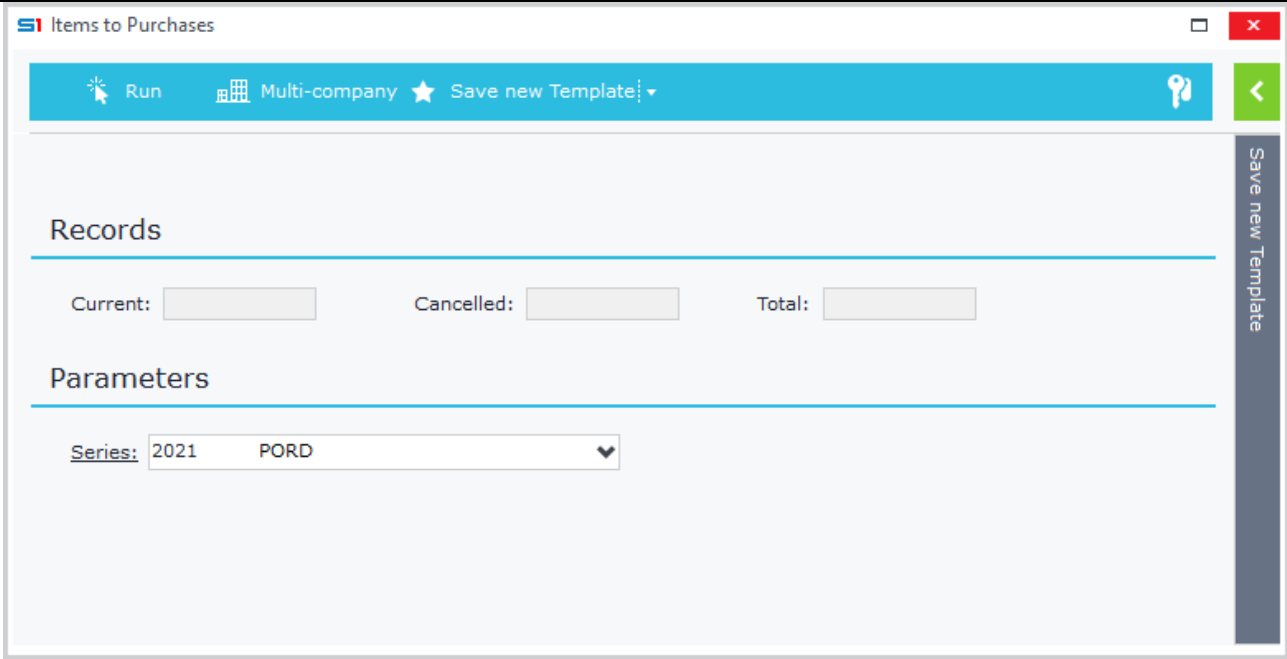 S1 Items to Purchases
Run Multi-company Save new Template
Save new Template
Records
Current: Cancelled: Total:
Parameters
Series: 2021 PORD